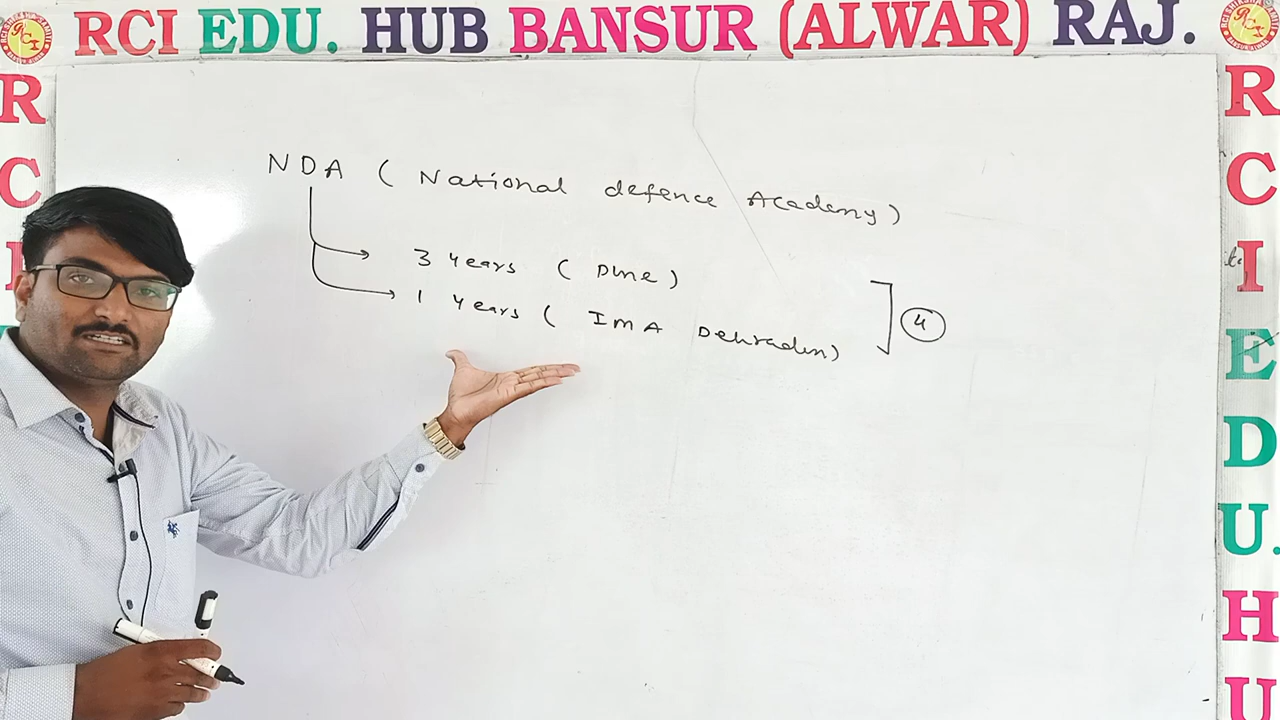 RCI EDU. HUB BANSUR (ALWAR) RAJ.
NDA ( National defence Academy )
3 years ( Pune )
1 years ( IMA Dehradun )
4
R
C
I
R
C
I
E
D
U.
H
U